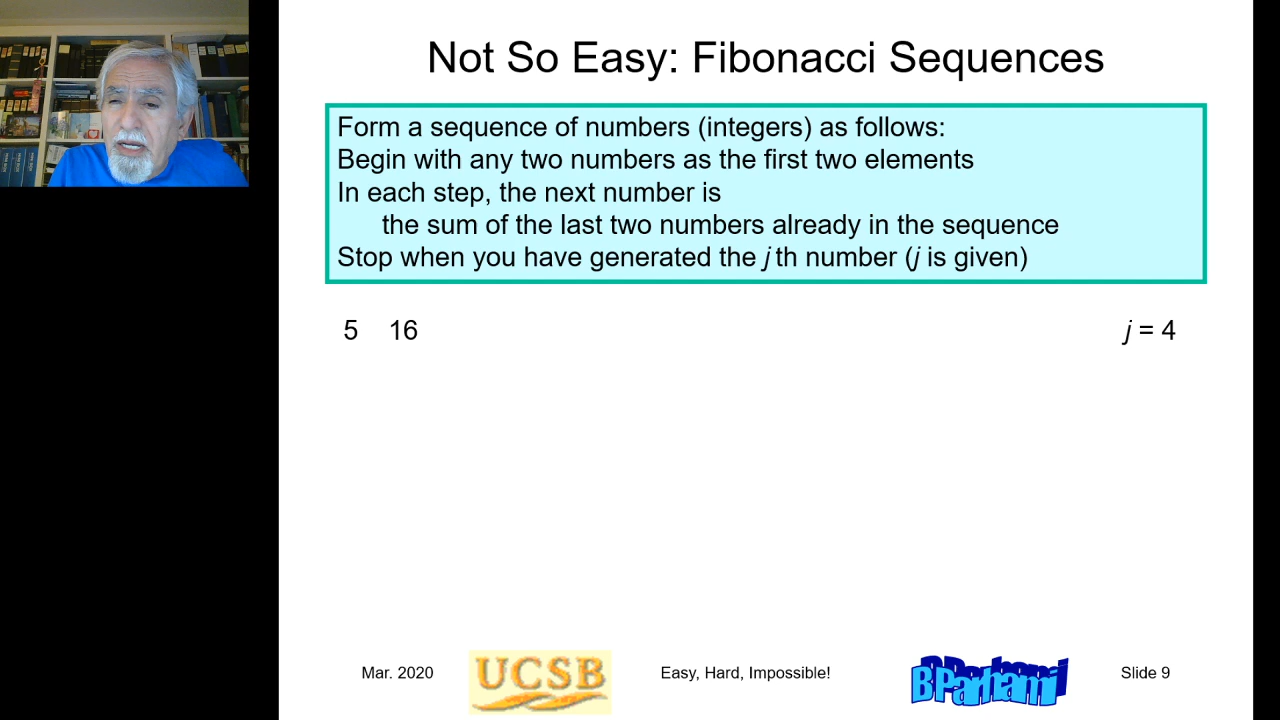 Not So Easy: Fibonacci Sequences
Form a sequence of numbers (integers) as follows:
Begin with any two numbers as the first two elements
In each step, the next number is
the sum of the last two numbers already in the sequence
Stop when you have generated the j th number (j is given)
5 16 j = 4
Mar. 2020 UCSB Easy, Hard, Impossible! BParhami Slide 9